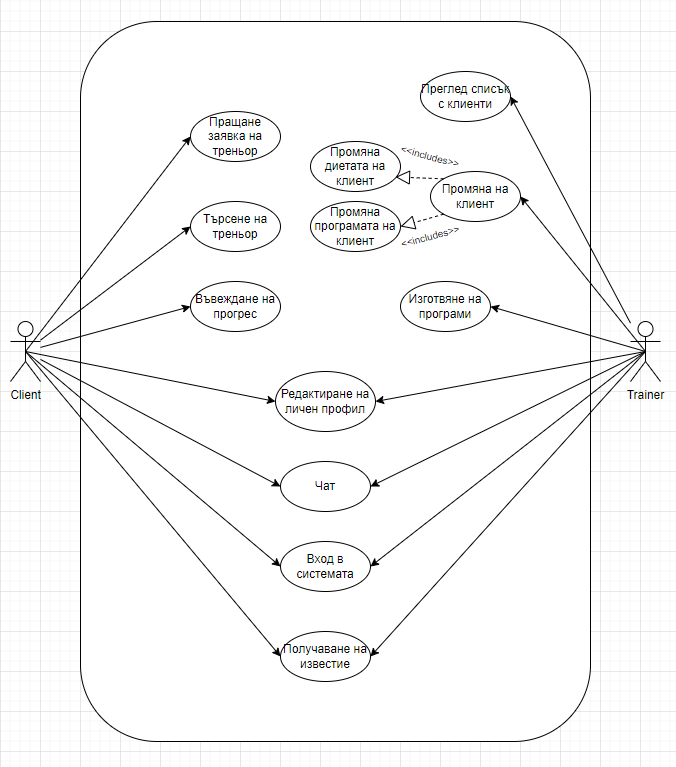 Преглед списък
с клиенти
Пращане
заявка на
треньор
Промяна
диетата на
клиент
<<includes>>
Промяна на
клиент
Промяна
програмата на
клиент
<<includes>>
Търсене на
треньор
Въвеждане на
прогрес
Изготвяне на
програми
Client
Trainer
Редактиране на
личен профил
Чат
Вход в
системата
Получаване на
известие